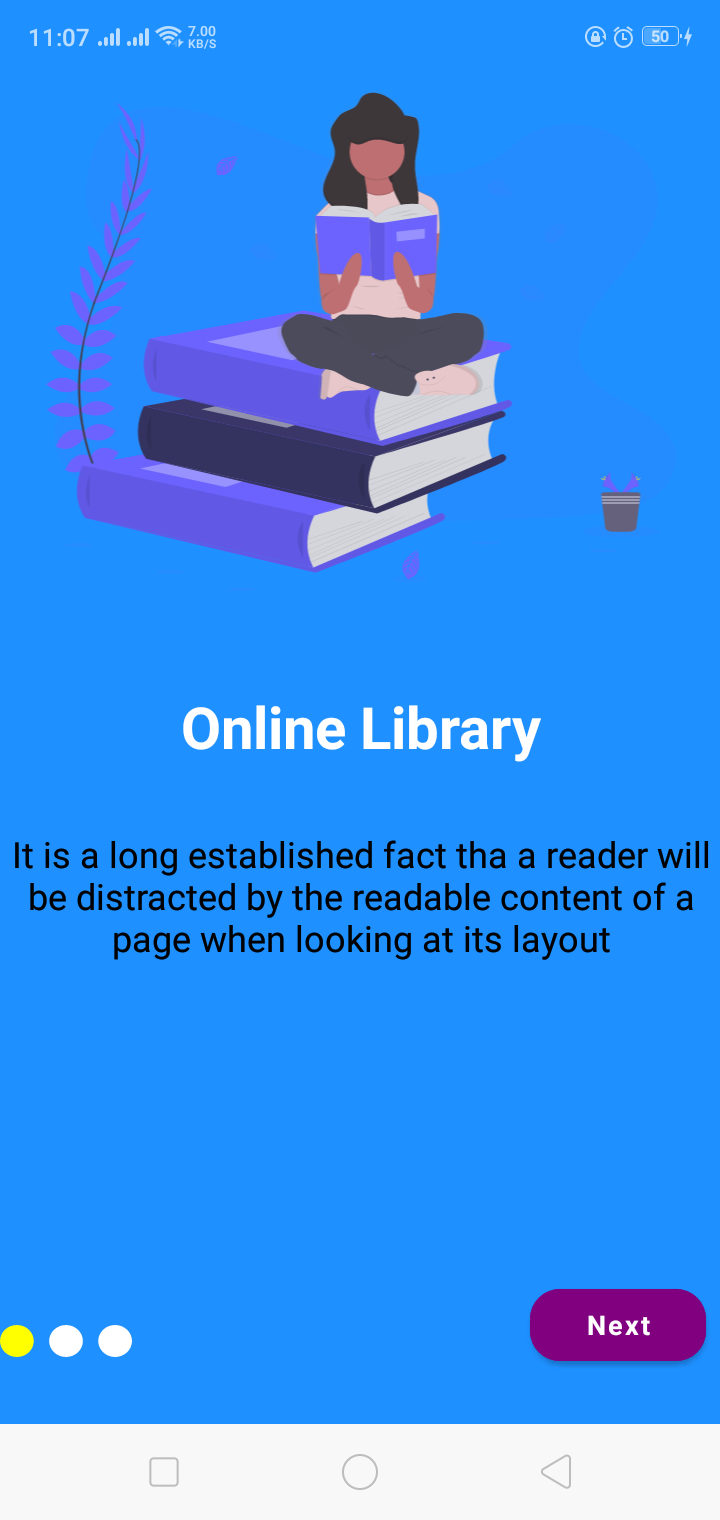 11:07
7.00
KB/S
50
Online Library
It is a long established fact tha a reader will
be distracted by the readable content of a
page when looking at its layout
Next